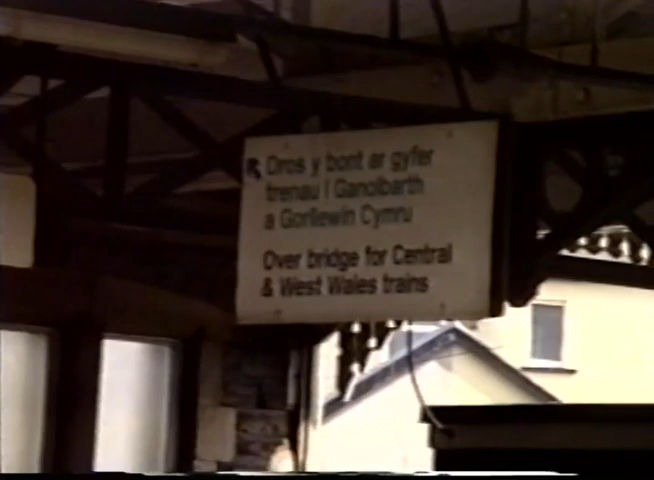 Dros y bont ar gyfer
trenau i Ganolbarth
a Gorllewin Cymru
Over bridge for Central
& West Wales trains